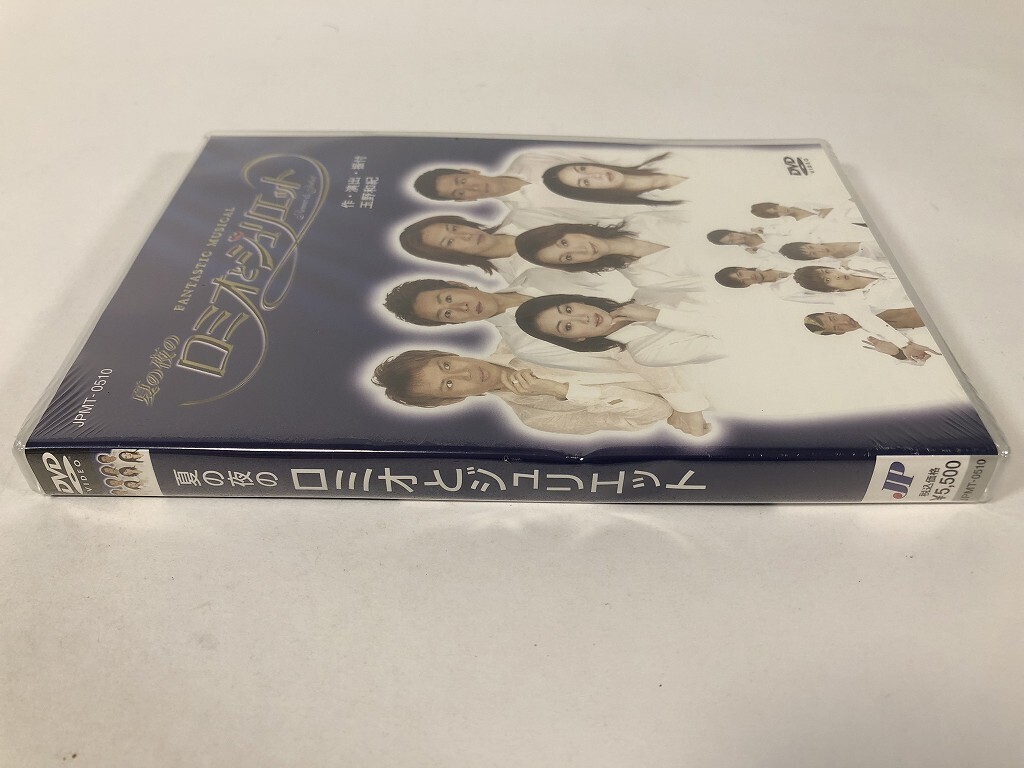 FANTASTIC MUSICAL
夏の夜の
ロミオとジュリエット
作・演出・振付
玉野和紀
DVD
VIDEO
JPMT-0510
DVD
VIDEO
夏の夜の ロミオとジュリエット
JP
税込価格
¥5,500
JPMT-0510